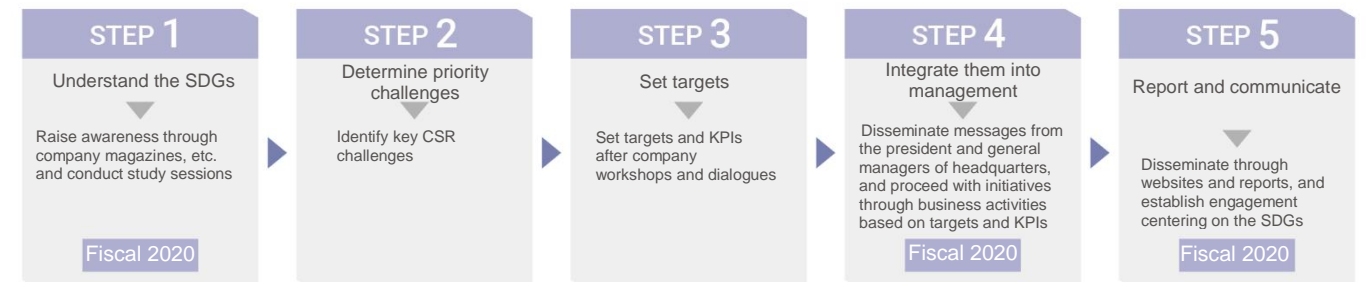 STEP 1
Understand the SDGs
Raise awareness through
company magazines, etc.
and conduct study sessions
Fiscal 2020
STEP 2
Determine priority
challenges
Identify key CSR
challenges
STEP 3
Set targets
Set targets and KPIs
after company
workshops and dialogues
STEP 4
Integrate them into
management
Disseminate messages from
the president and general
managers of headquarters,
and proceed with initiatives
through business activities
based on targets and KPIs
Fiscal 2020
STEP 5
Report and communicate
Disseminate through
websites and reports, and
establish engagement
centering on the SDGs
Fiscal 2020